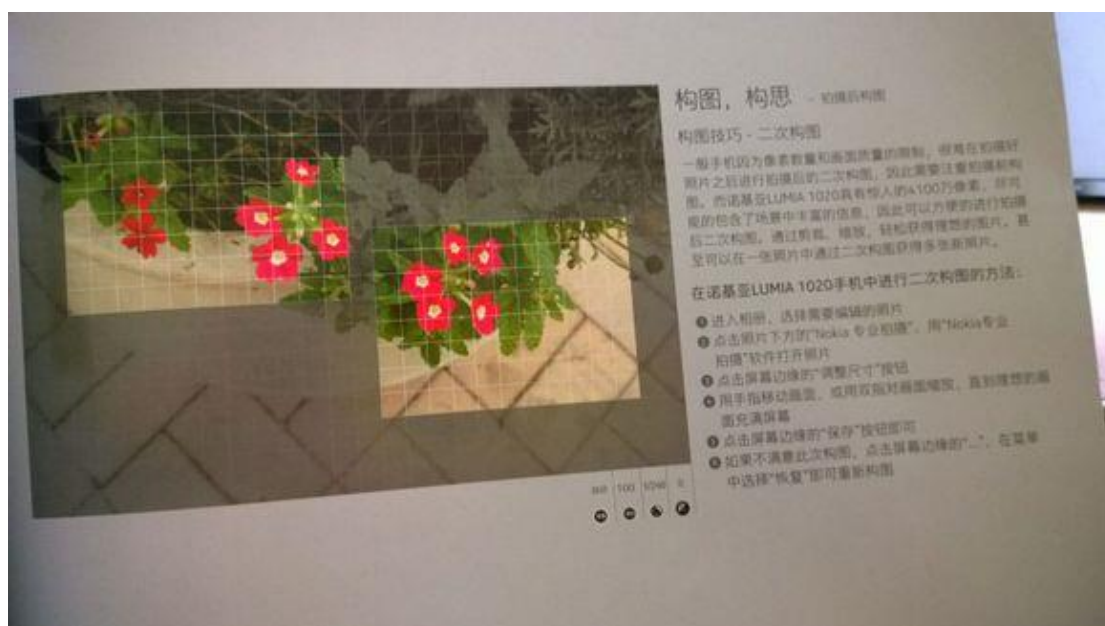 构图，构思 - 拍摄后构图
构图技巧 - 二次构图
一般手机因为像素数量和画面质量的限制，很难在拍摄好
照片之后进行拍摄后的二次构图，因此需要注重拍摄前构
图。而诺基亚LUMIA 1020具有惊人的4100万像素，尽可
能的包含了场景中丰富的信息，因此可以方便的进行拍摄
后二次构图。通过剪裁、缩放，轻松获得理想的图片。甚
至可以在一张照片中通过二次构图获得多张新照片。
在诺基亚LUMIA 1020手机中进行二次构图的方法：
❶ 进入相册，选择需要编辑的照片
❷ 点击照片下方的“Nokia 专业拍摄”，用“Nokia专业
拍摄”软件打开照片
❸ 点击屏幕边缘的“调整尺寸”按钮
❹ 用手指移动画面，或用双指对画面缩放，直到理想的画
面充满屏幕
❺ 点击屏幕边缘的“保存”按钮即可
❻ 如果不满意此次构图，点击屏幕边缘的“...”，在菜单
中选择“恢复”即可重新构图
100